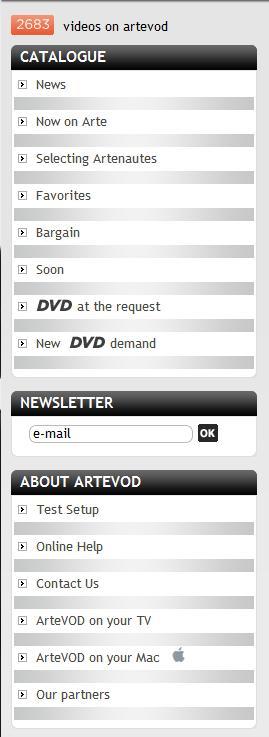 2683 videos on artevod
CATALOGUE
News
Now on Arte
Selecting Artenautes
Favorites
Bargain
Soon
DVD at the request
New DVD demand
NEWSLETTER
e-mail OK
ABOUT ARTEVOD
Test Setup
Online Help
Contact Us
ArteVOD on your TV
ArteVOD on your Mac
Our partners